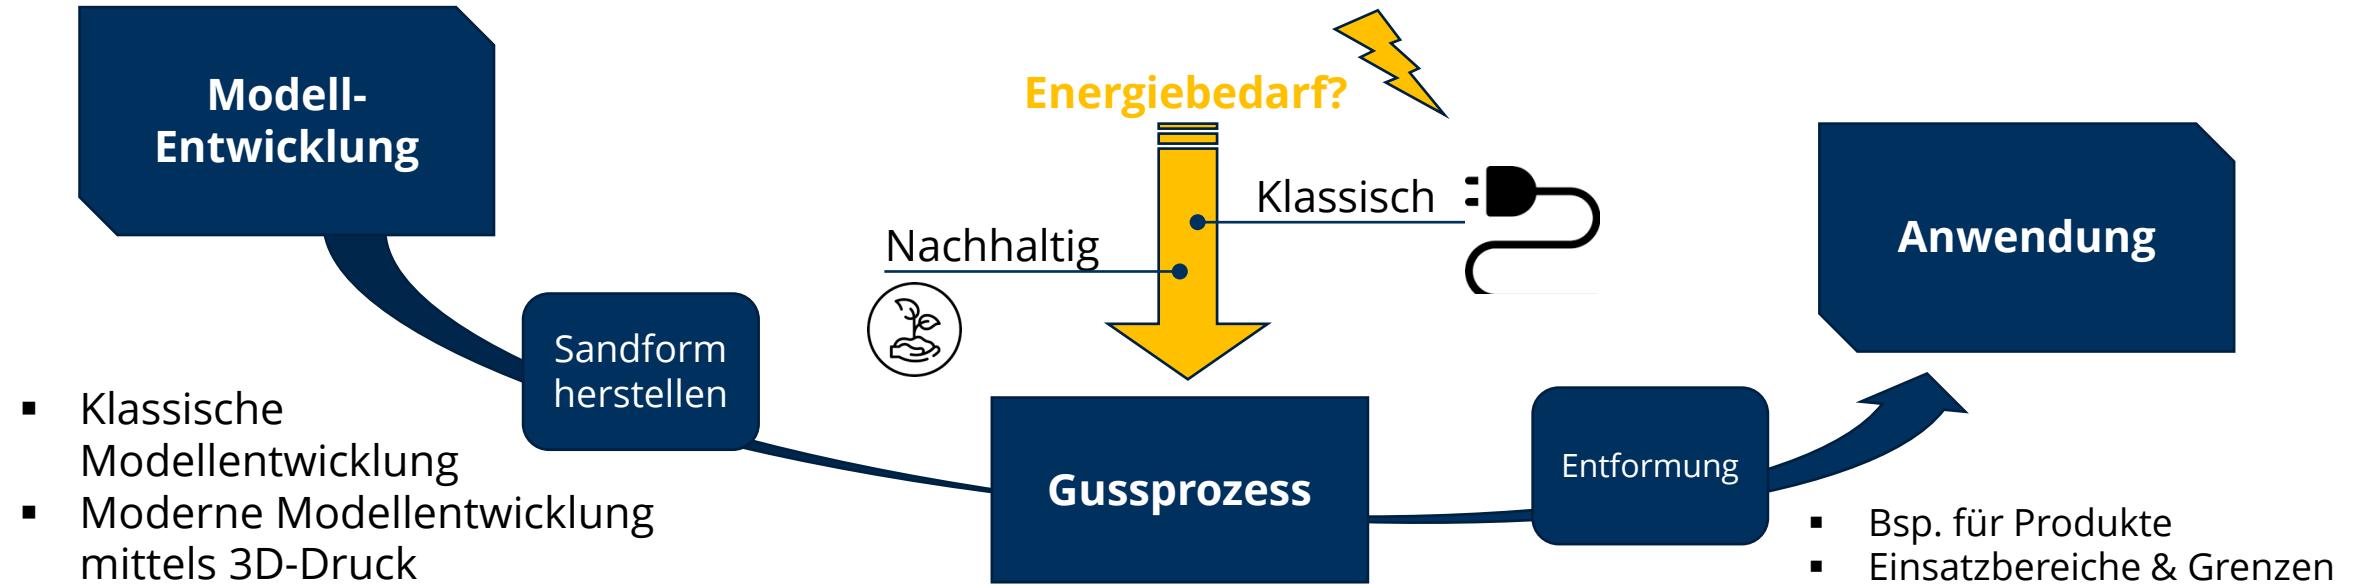 Modell-
Entwicklung
Sandform
herstellen
▪ Klassische
Modellentwicklung
▪ Moderne Modellentwicklung
mittels 3D-Druck
Energiebedarf?
Klassisch
Nachhaltig
Gussprozess
Entformung
Anwendung
▪ Bsp. für Produkte
▪ Einsatzbereiche & Grenzen